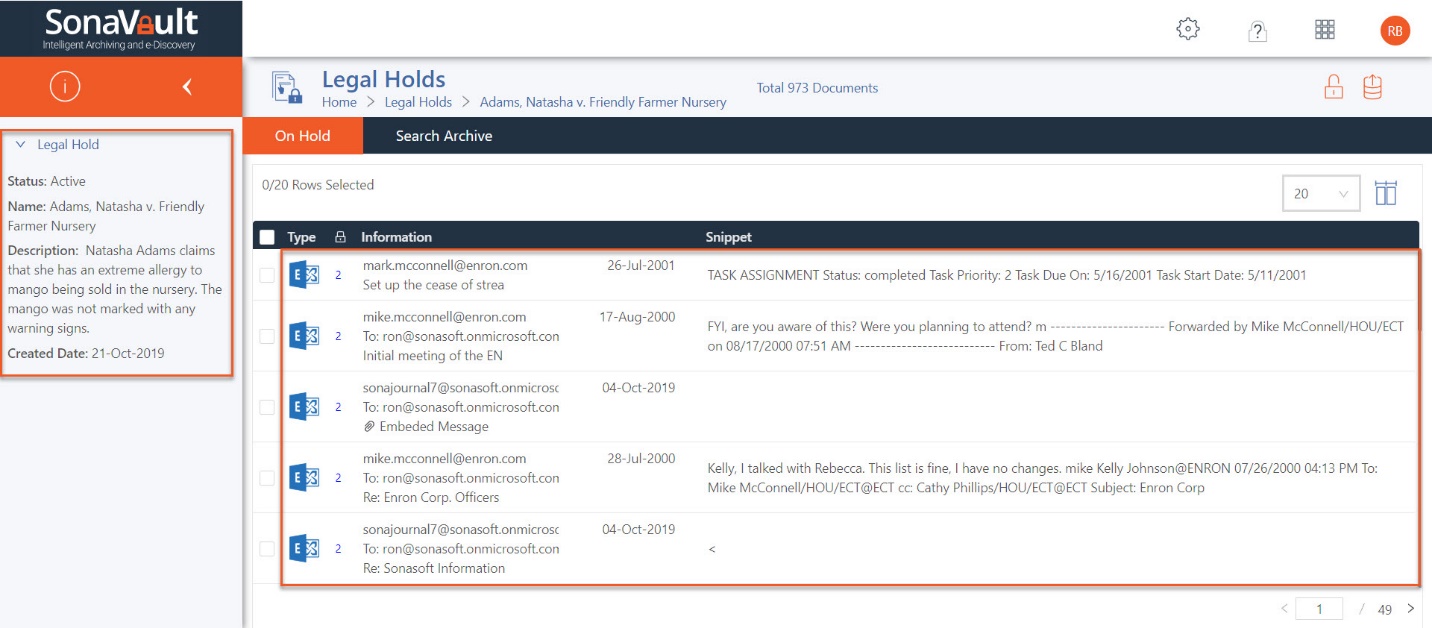 SonaVault
Intelligent Archiving and e-Discovery
?
RB
i
Legal Holds
Home > Legal Holds > Adams, Natasha v. Friendly Farmer Nursery
Total 973 Documents
On Hold
Search Archive
Legal Hold
Status: Active
Name: Adams, Natasha v. Friendly
Farmer Nursery
Description: Natasha Adams claims
that she has an extreme allergy to
mango being sold in the nursery. The
mango was not marked with any
warning signs.
Created Date: 21-Oct-2019
0/20 Rows Selected
20
Type Information Snippet
E 2 mark.mcconnell@enron.com 26-Jul-2001
Set up the cease of strea
TASK ASSIGNMENT Status: completed Task Priority: 2 Task Due On: 5/16/2001 Task Start Date: 5/11/2001
E 2 mike.mcconnell@enron.com 17-Aug-2000
To: ron@sonasoft.onmicrosoft.con
Initial meeting of the EN
FYI, are you aware of this? Were you planning to attend? m --------------------- Forwarded by Mike McConnell/HOU/ECT
on 08/17/2000 07:51 AM --------------------------- From: Ted C Bland
E 2 sonajournal7@sonasoft.onmicrosc 04-Oct-2019
To: ron@sonasoft.onmicrosoft.con
Embeded Message
E 2 mike.mcconnell@enron.com 28-Jul-2000
To: ron@sonasoft.onmicrosoft.con
Re: Enron Corp. Officers
Kelly, I talked with Rebecca. This list is fine, I have no changes. mike Kelly Johnson@ENRON 07/26/2000 04:13 PM To:
Mike McConnell/HOU/ECT@ECT cc: Cathy Phillips/HOU/ECT@ECT Subject: Enron Corp
E 2 sonajournal7@sonasoft.onmicrosc 04-Oct-2019
To: ron@sonasoft.onmicrosoft.con
Re: Sonasoft Information
<
< 1 / 49 >